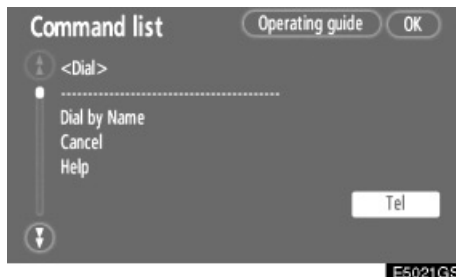 Command list Operating guide OK
<Dial>
----------------------------------------
Dial by Name
Cancel
Help
Tel
E5021GS